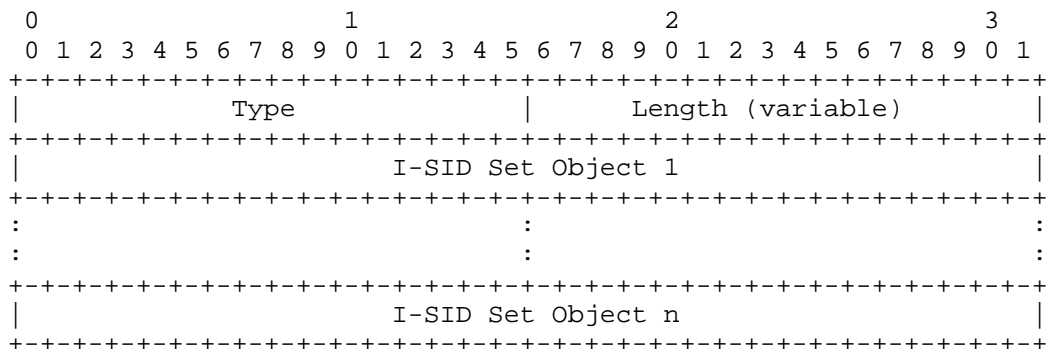 0                   1                   2                   3
 0 1 2 3 4 5 6 7 8 9 0 1 2 3 4 5 6 7 8 9 0 1 2 3 4 5 6 7 8 9 0 1
+-+-+-+-+-+-+-+-+-+-+-+-+-+-+-+-+-+-+-+-+-+-+-+-+-+-+-+-+-+-+-+-+
|             Type              |      Length (variable)        |
+-+-+-+-+-+-+-+-+-+-+-+-+-+-+-+-+-+-+-+-+-+-+-+-+-+-+-+-+-+-+-+-+
|                       I-SID Set Object 1                      |
+-+-+-+-+-+-+-+-+-+-+-+-+-+-+-+-+-+-+-+-+-+-+-+-+-+-+-+-+-+-+-+-+
:                               :                               :
:                               :                               :
+-+-+-+-+-+-+-+-+-+-+-+-+-+-+-+-+-+-+-+-+-+-+-+-+-+-+-+-+-+-+-+-+
|                       I-SID Set Object n                      |
+-+-+-+-+-+-+-+-+-+-+-+-+-+-+-+-+-+-+-+-+-+-+-+-+-+-+-+-+-+-+-+-+